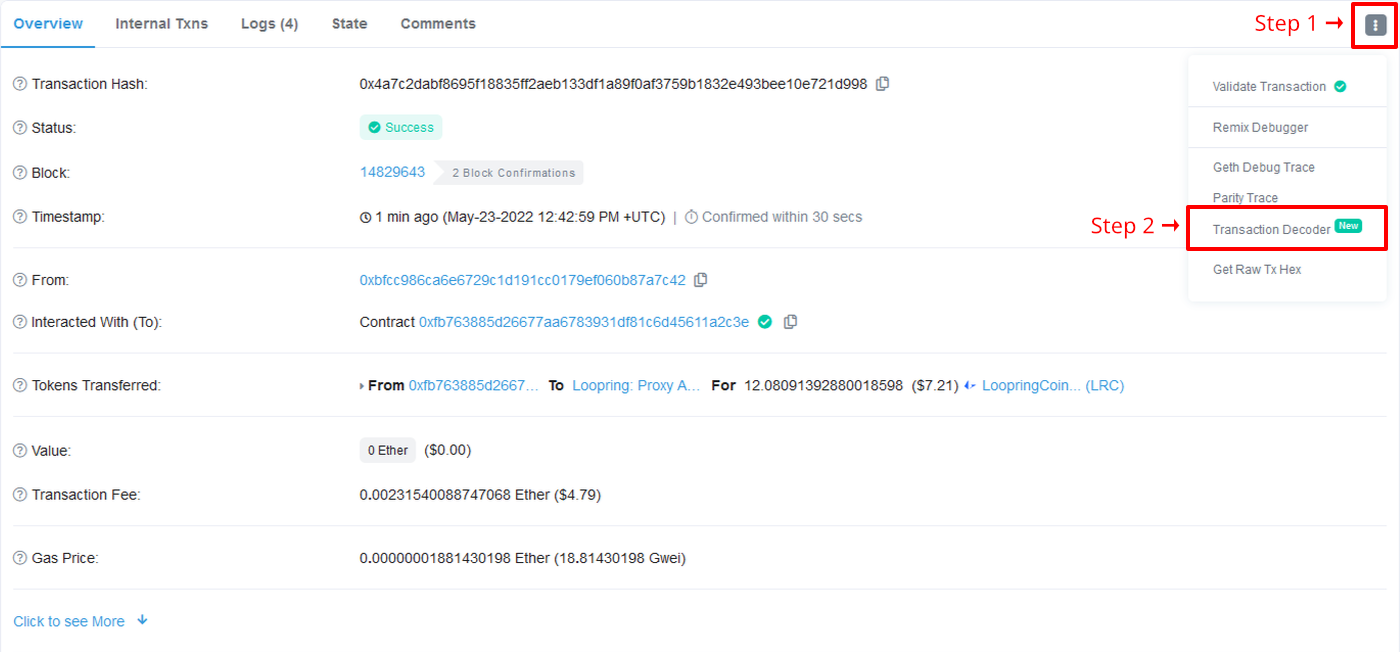 Overview Internal Txns Logs (4) State Comments Step 1 →
Transaction Hash: 0x4a7c2dabf8695f18835ff2aeb133df1a89f0af3759b1832e493bee10e721d998
Validate Transaction
Status: Success
Remix Debugger
Block: 14829643 2 Block Confirmations
Geth Debug Trace
Parity Trace
Timestamp: 1 min ago (May-23-2022 12:42:59 PM +UTC) | Confirmed within 30 secs
Step 2 → Transaction Decoder New
Get Raw Tx Hex
From: 0xbfcc986ca6e6729c1d191cc0179ef060b87a7c42
Interacted With (To): Contract 0xfb763885d26677aa6783931df81c6d45611a2c3e
Tokens Transferred: From 0xfb763885d2667... To Loopring: Proxy A... For 12.08091392880018598 ($7.21) LoopringCoin... (LRC)
Value: 0 Ether ($0.00)
Transaction Fee: 0.00231540088747068 Ether ($4.79)
Gas Price: 0.00000001881430198 Ether (18.81430198 Gwei)
Click to see More ↓